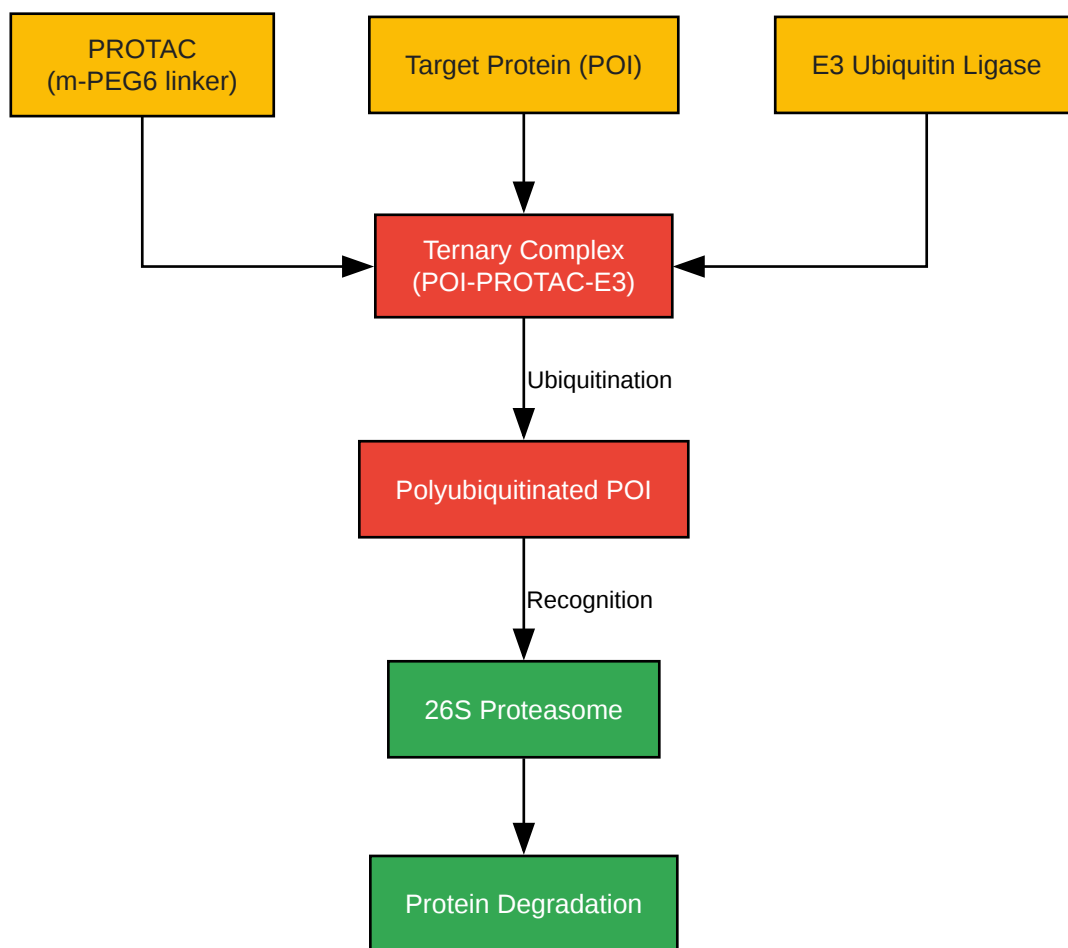 PROTAC
(m-PEG6 linker)
Target Protein (POI)
E3 Ubiquitin Ligase
Ternary Complex
(POI-PROTAC-E3)
Ubiquitination
Polyubiquitinated POI
Recognition
26S Proteasome
Protein Degradation